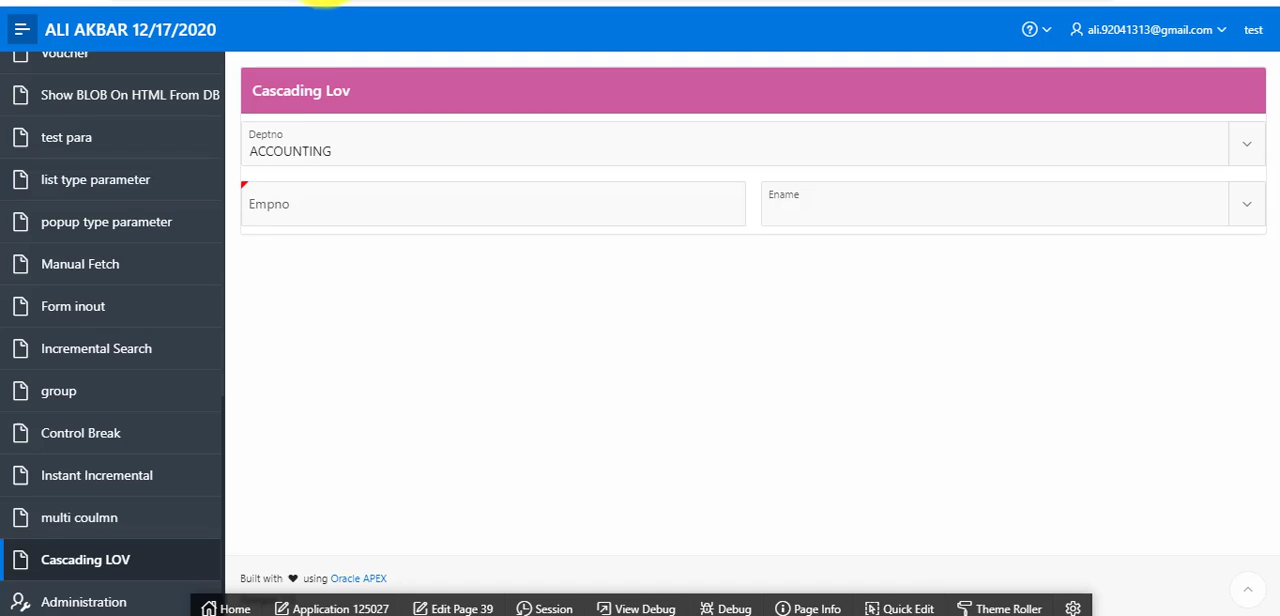 ALI AKBAR 12/17/2020
ali.92041313@gmail.com
test
Voucher
Show BLOB On HTML From DB
test para
list type parameter
popup type parameter
Manual Fetch
Form inout
Incremental Search
group
Control Break
Instant Incremental
multi coulmn
Cascading LOV
Administration
Cascading Lov
Deptno
ACCOUNTING
Empno
Ename
Built with ♥ using Oracle APEX
Home
Application 125027
Edit Page 39
Session
View Debug
Debug
Page Info
Quick Edit
Theme Roller